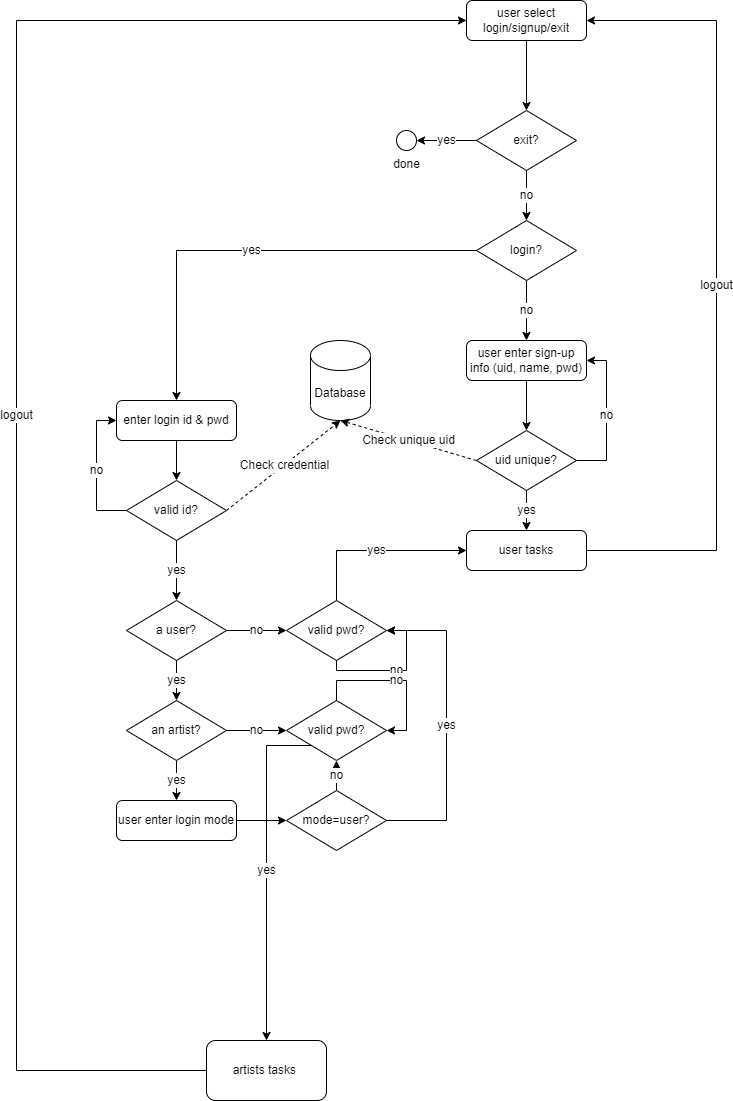 user select
login/signup/exit
exit?
yes
done
no
login?
yes
no
logout
user enter sign-up
info (uid, name, pwd)
Database
no
logout
enter login id & pwd
Check unique uid
uid unique?
Check credential
no
valid id?
yes
user tasks
yes
yes
a user?
no
valid pwd?
no
yes
no
an artist?
no
valid pwd?
yes
yes
no
user enter login mode
mode=user?
yes
artists tasks